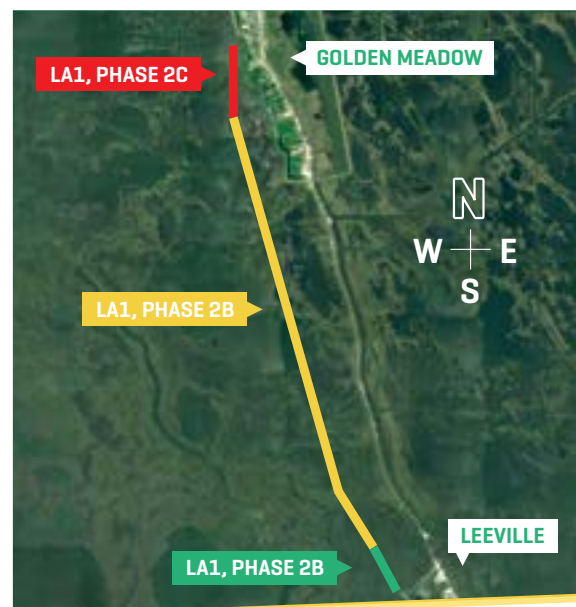 GOLDEN MEADOW
LA1, PHASE 2C
N
W E
S
LA1, PHASE 2B
LEEVILLE
LA1, PHASE 2B